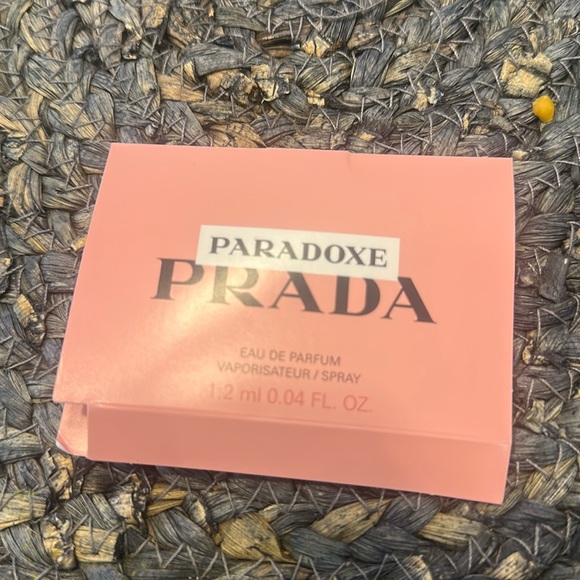 PARADOXE
PRADA
EAU DE PARFUM
VAPORISATEUR / SPRAY
1.2 ml 0.04 FL. OZ.